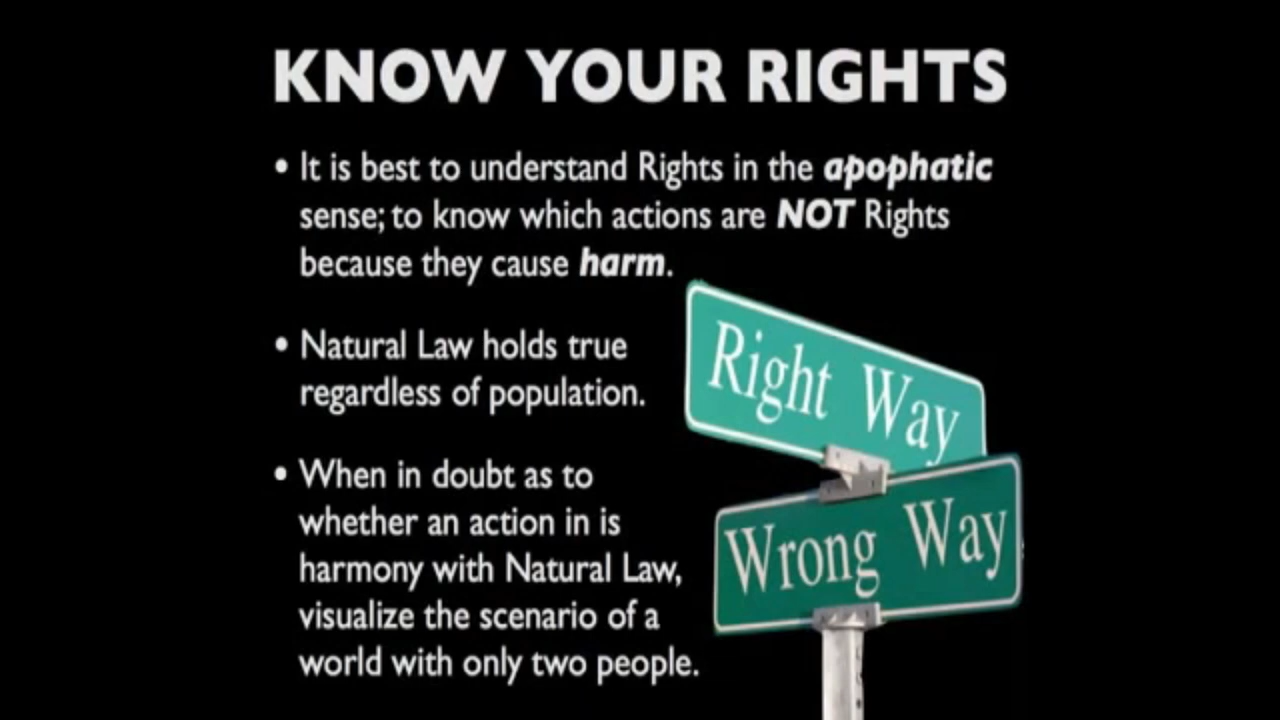 KNOW YOUR RIGHTS
• It is best to understand Rights in the apophatic
sense; to know which actions are NOT Rights
because they cause harm.
• Natural Law holds true
regardless of population.
• When in doubt as to
whether an action in is
harmony with Natural Law,
visualize the scenario of a
world with only two people.
Right Way
Wrong Way